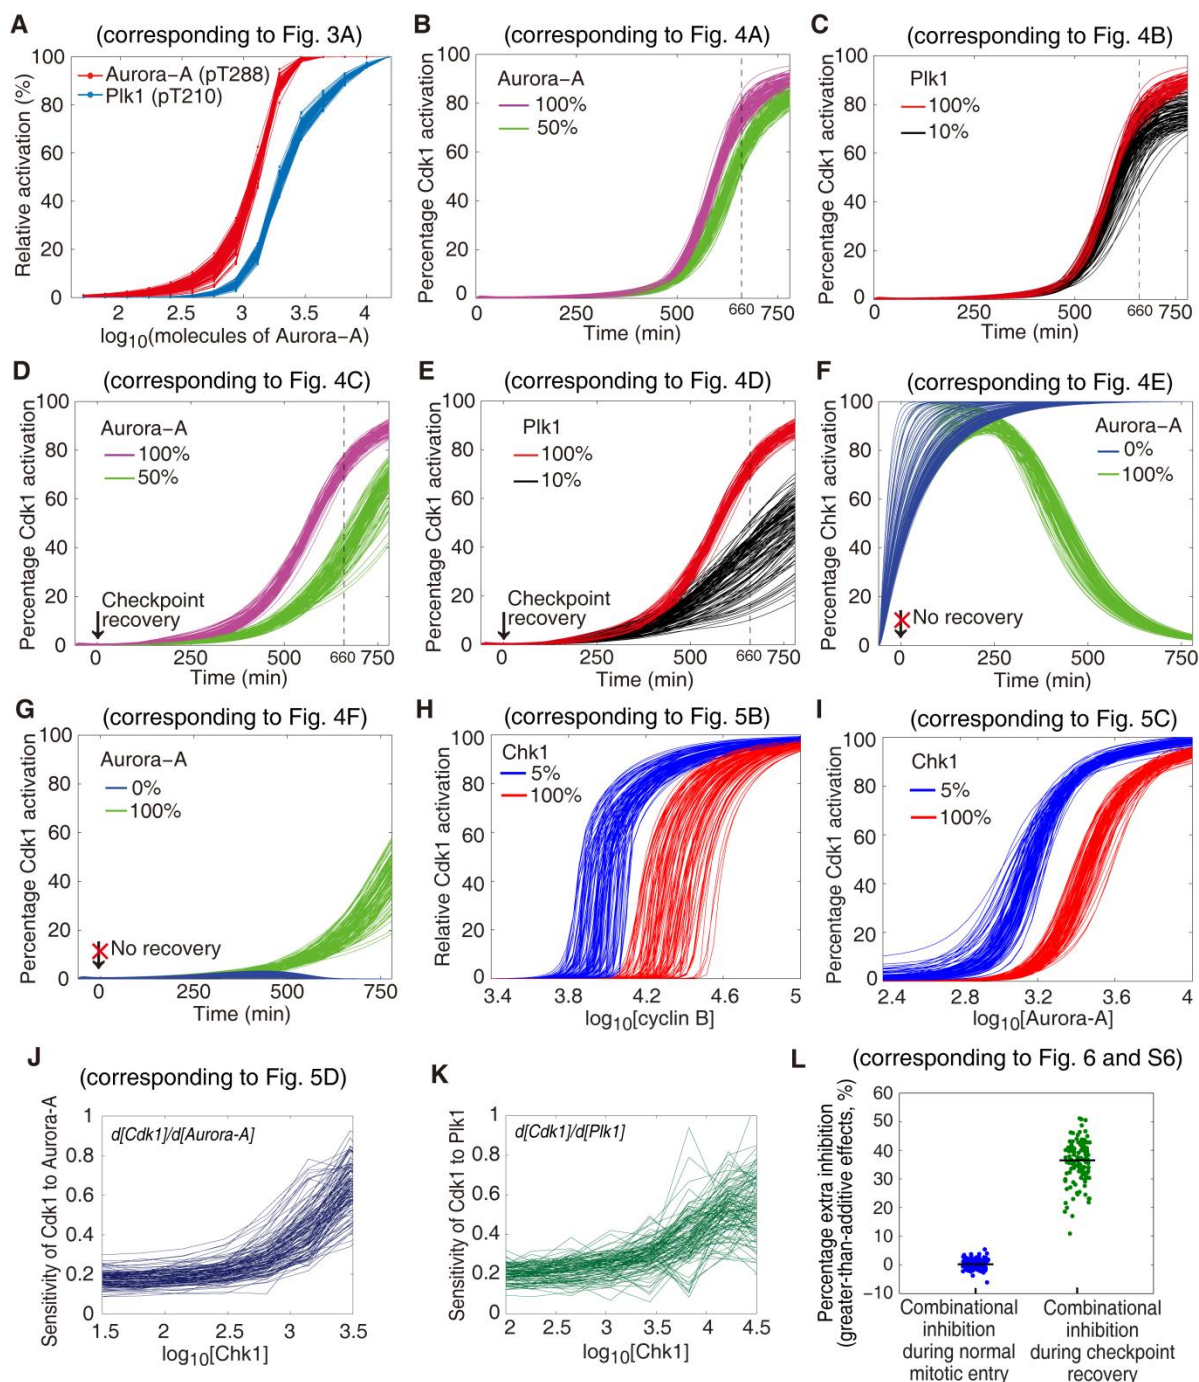 A (corresponding to Fig. 3A)
Relative activation (%)
100
80
60
40
20
0
Aurora-A (pT288)
Plk1 (pT210)
2 2.5 3 3.5 4
log10(molecules of Aurora-A)
B (corresponding to Fig. 4A)
Percentage Cdk1 activation
100
80
60
40
20
0
Aurora-A
100%
50%
0 250 500 660 750
Time (min)
C (corresponding to Fig. 4B)
Percentage Cdk1 activation
100
80
60
40
20
0
Plk1
100%
10%
0 250 500 660 750
Time (min)
D (corresponding to Fig. 4C)
Percentage Cdk1 activation
100
80
60
40
20
0
Aurora-A
100%
50%
Checkpoint
recovery
0 250 500 660 750
Time (min)
E (corresponding to Fig. 4D)
Percentage Cdk1 activation
100
80
60
40
20
0
Plk1
100%
10%
Checkpoint
recovery
0 250 500 660 750
Time (min)
F (corresponding to Fig. 4E)
Percentage Chk1 activation
100
80
60
40
20
0
Aurora-A
0%
100%
No recovery
0 250 500 750
Time (min)
G (corresponding to Fig. 4F)
Percentage Cdk1 activation
100
80
60
40
20
0
Aurora-A
0%
100%
No recovery
0 250 500 750
Time (min)
H (corresponding to Fig. 5B)
Relative Cdk1 activation
100
80
60
40
20
0
Chk1
5%
100%
3.4 3.8 4.2 4.6 5
log10[cyclin B]
I (corresponding to Fig. 5C)
Percentage Cdk1 activation
100
80
60
40
20
0
Chk1
5%
100%
2.4 2.8 3.2 3.6 4
log10[Aurora-A]
J
(corresponding to Fig. 5D)
Sensitivity of Cdk1 to Aurora-A
1
0.8
0.6
0.4
0.2
0
d[Cdk1]/d[Aurora-A]
1.5 2 2.5 3 3.5
log10[Chk1]
K
Sensitivity of Cdk1 to Plk1
1
0.8
0.6
0.4
0.2
0
d[Cdk1]/d[Plk1]
2 2.5 3 3.5 4 4.5
log10[Chk1]
L (corresponding to Fig. 6 and S6)
Percentage extra inhibition
(greater-than-additive effects, %)
60
50
40
30
20
10
0
−10
Combinational
inhibition
during normal
mitotic entry
Combinational
inhibition
during checkpoint
recovery